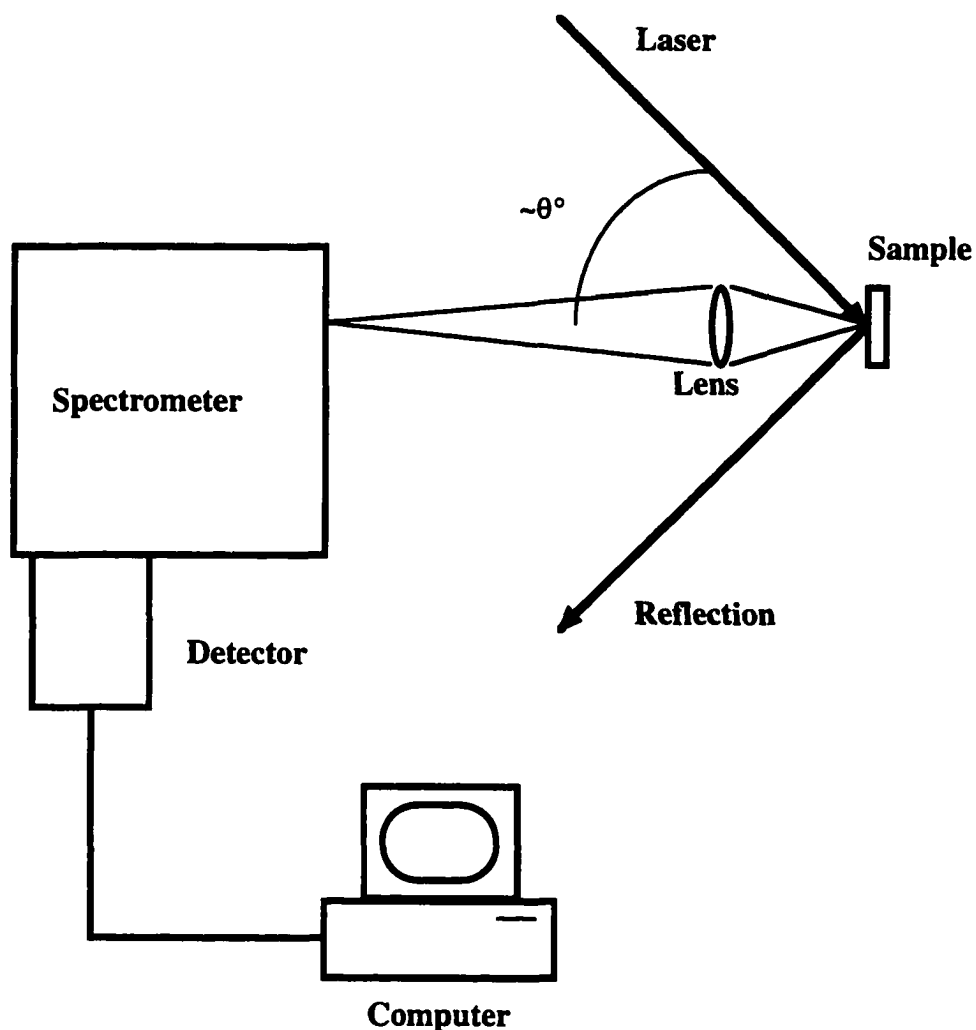 Laser
~θ°
Sample
Lens
Spectrometer
Reflection
Detector
Computer